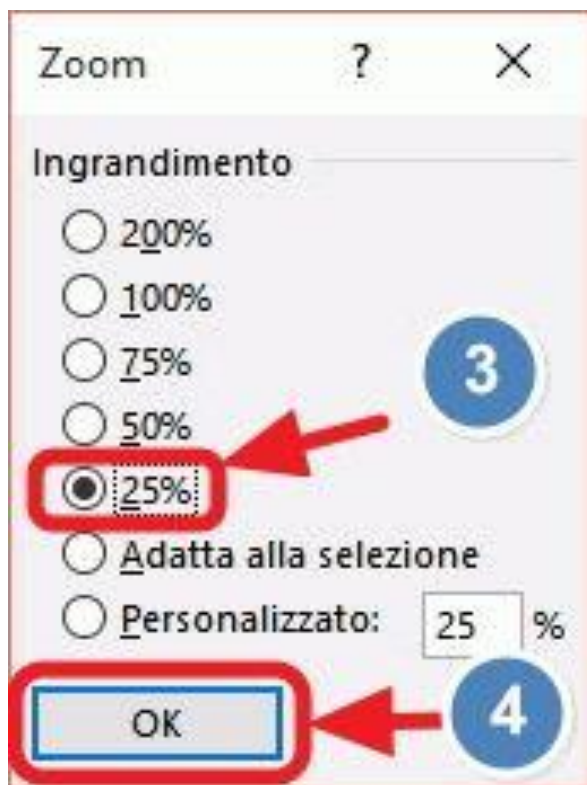 Zoom ? ×
Ingrandimento
200%
100%
75%
3
50%
25%
Adatta alla selezione
Personalizzato: 25 %
OK
4